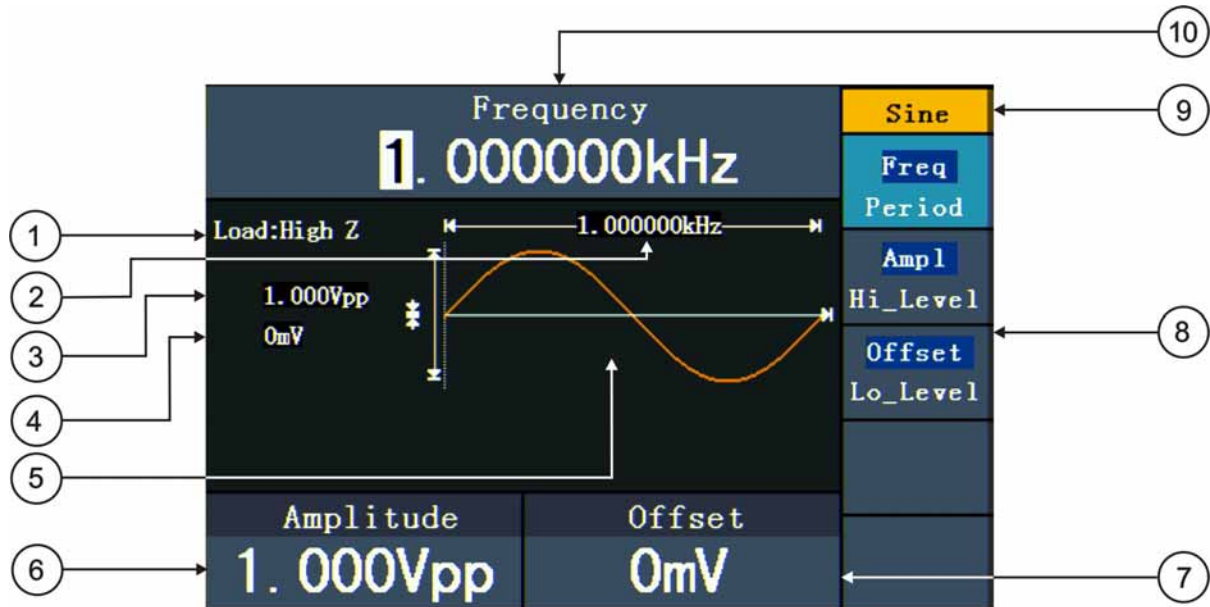 10
Frequency
1.000000kHz
Sine
9
Freq
Period
1
Load:High Z
1.000000kHz
2
Ampl
Hi_Level
3
1.000Vpp
8
0mV
Offset
Lo_Level
4
5
Amplitude
Offset
6
1.000Vpp
0mV
7